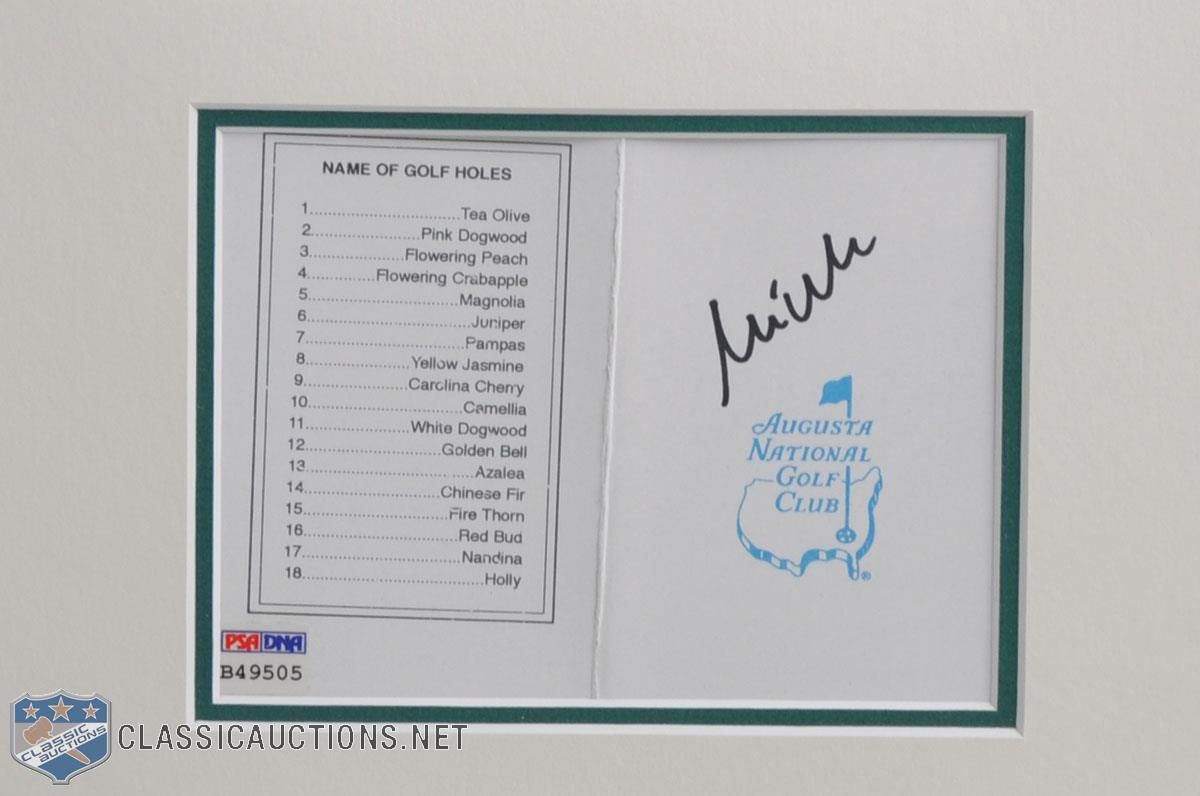 NAME OF GOLF HOLES
1..................................Tea Olive
2.........................Pink Dogwood
3.....................Flowering Peach
4...............Flowering Crabapple
5..................................Magnolia
6.....................................Juniper
7....................................Pampas
8........................Yellow Jasmine
9.......................Carolina Cherry
10...................................Camellia
11.......................White Dogwood
12..............................Golden Bell
13......................................Azalea
14..............................Chinese Fir
15................................Fire Thorn
16..................................Red Bud
17...................................Nandina
18........................................Holly
PSA DNA
B49505
AUGUSTA
NATIONAL
GOLF
CLUB
®
CLASSIC
AUCTIONS
CLASSICAUCTIONS.NET